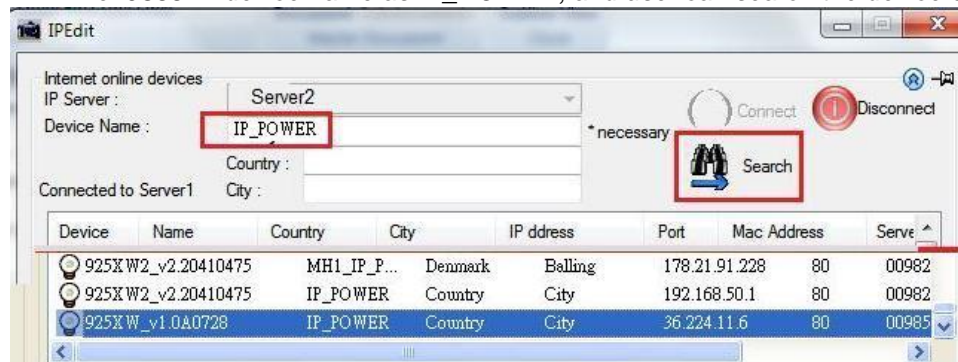 IPEdit
Internet online devices
IP Server : Server2 Connect Disconnect
Device Name : IP_POWER * necessary
Country : Search
Connected to Server1 City :
Device Name Country City IP ddress Port Mac Address Serve
925XW2_v2.20410475 MH1_IP_P... Denmark Balling 178.21.91.228 80 00982
925XW2_v2.20410475 IP_POWER Country City 192.168.50.1 80 00982
925XW_v1.0A0728 IP_POWER Country City 36.224.11.6 80 00985